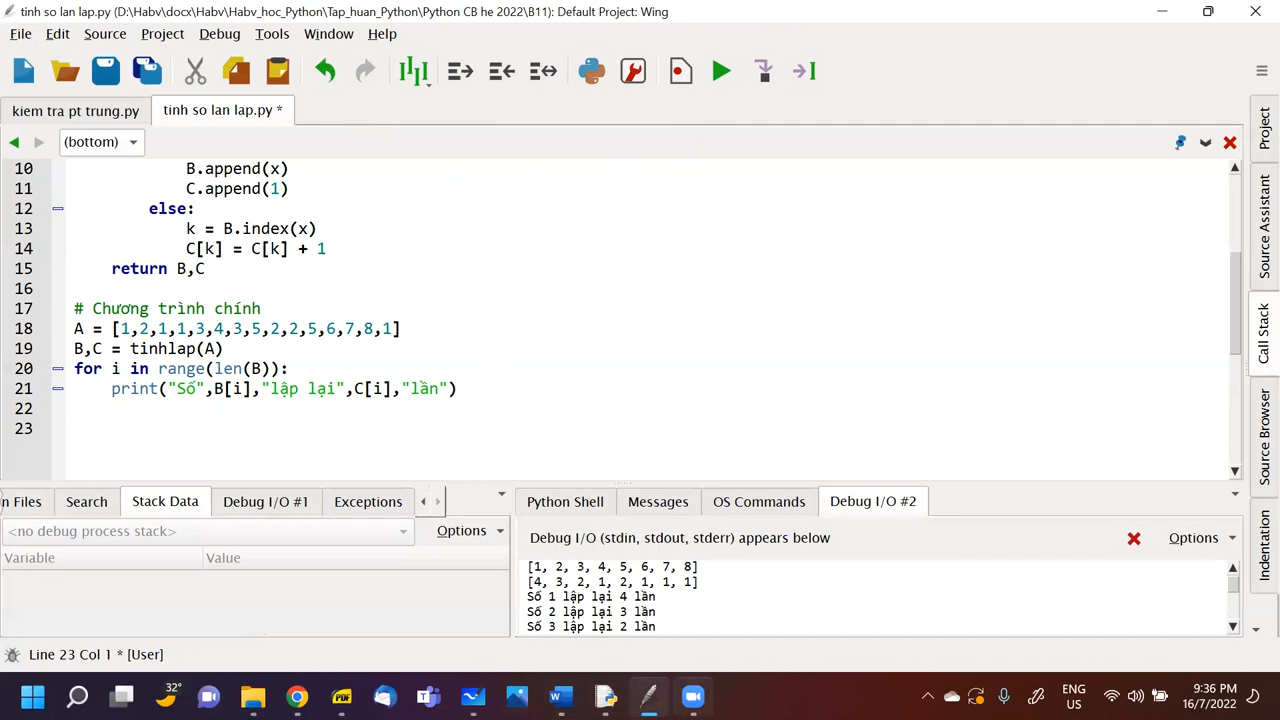 tinh so lan lap.py (D:\Habv\docx\Habv\Habv_hoc_Python\Tap_huan_Python\Python CB he 2022\B11): Default Project: Wing
File Edit Source Project Debug Tools Window Help
kiem tra pt trung.py tinh so lan lap.py *
(bottom)
10 B.append(x)
11 C.append(1)
12 else:
13 k = B.index(x)
14 C[k] = C[k] + 1
15 return B,C
16
17 # Chương trình chính
18 A = [1,2,1,1,3,4,3,5,2,2,5,6,7,8,1]
19 B,C = tinhlap(A)
20 for i in range(len(B)):
21 print("Số",B[i],"lập lại",C[i],"lần")
22
23
Project
Source Assistant
Call Stack
Source Browser
Indentation
n Files Search Stack Data Debug I/O #1 Exceptions
<no debug process stack> Options
Variable Value
Python Shell Messages OS Commands Debug I/O #2
Debug I/O (stdin, stdout, stderr) appears below Options
[1, 2, 3, 4, 5, 6, 7, 8]
[4, 3, 2, 1, 2, 1, 1, 1]
Số 1 lập lại 4 lần
Số 2 lập lại 3 lần
Số 3 lập lại 2 lần
Line 23 Col 1 * [User]
32°
PDF
ENG
US
9:36 PM
16/7/2022